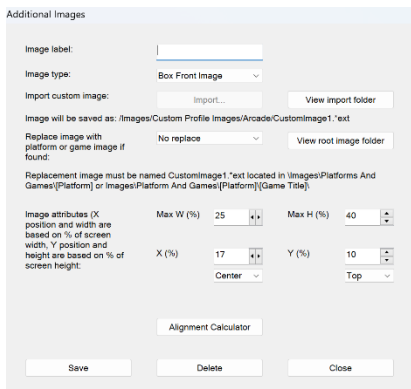 Additional Images
Image label:
Image type: Box Front Image
Import custom image: Import... View import folder
Image will be saved as: /Images/Custom Profile Images/Arcade/CustomImage1.*ext
Replace image with No replace View root image folder
platform or game image if
found:
Replacement image must be named CustomImage1.*ext located in \Images\Platforms And
Games\[Platform] or Images\Platform And Games\[Platform]\[Game Title]\
Image attributes (X Max W (%) 25 Max H (%) 40
position and width are
based on % of screen
width, Y position and X (%) 17 Y (%) 10
height are based on % of
screen height: Center Top
Alignment Calculator
Save Delete Close